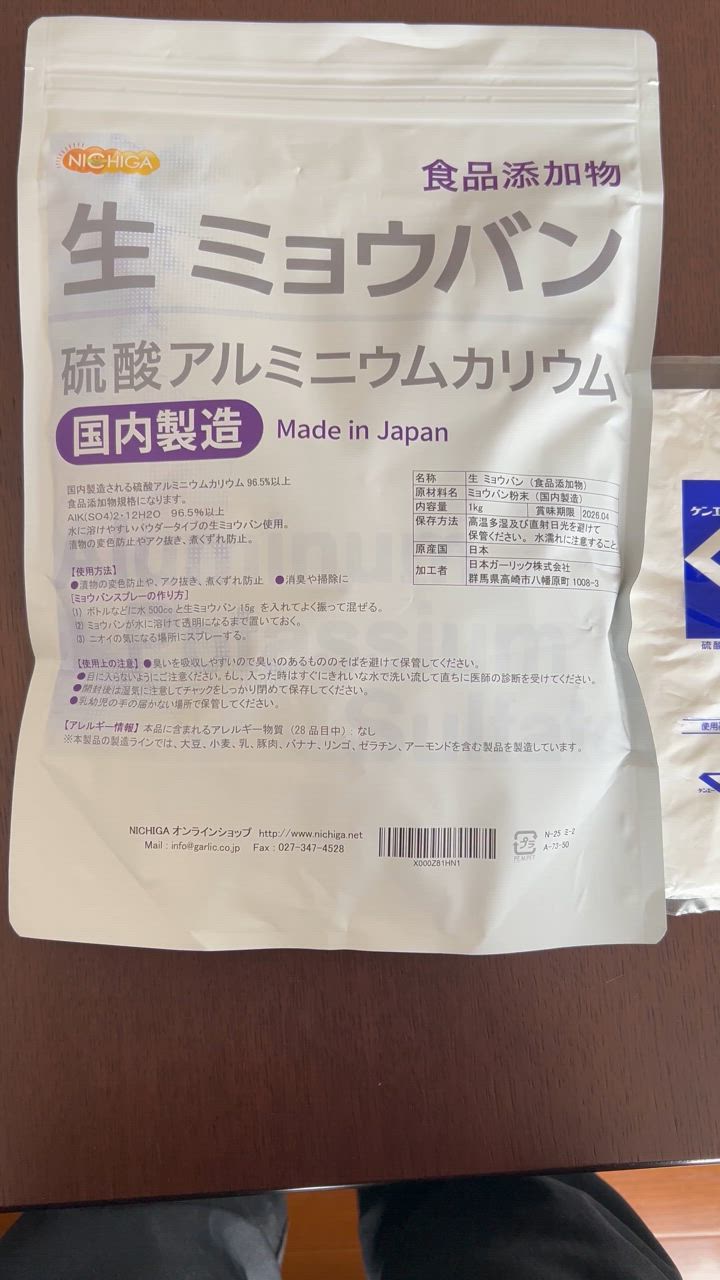 NICHIGA
食品添加物
生 ミョウバン
硫酸アルミニウムカリウム
国内製造 Made in Japan
国内製造される硫酸アルミニウムカリウム 96.5%以上
食品添加物規格になります。
AlK(SO4)2・12H2O 96.5%以上
水に溶けやすいパウダータイプの生ミョウバン使用。
漬物の変色防止やアク抜き、煮くずれ防止。
名称 生 ミョウバン（食品添加物）
原材料名 ミョウバン粉末（国内製造）
内容量 1kg 賞味期限 2026.04
保存方法 高温多湿及び直射日光を避けて
保管ください。 水濡れに注意すること。
原産国 日本
加工者 日本ガーリック株式会社
群馬県高崎市八幡原町 1008-3
【使用方法】
●漬物の変色防止や、アク抜き、煮くずれ防止 ●消臭や掃除に
[ミョウバンスプレーの作り方]
(1) ボトルなどに水 500cc と生ミョウバン 15g を入れてよく振って混ぜる。
(2) ミョウバンが水に溶けて透明になるまで置いておく。
(3) ニオイの気になる場所にスプレーする。
【使用上の注意】●臭いを吸収しやすいので臭いのあるもののそばを避けて保管してください。
●目に入らないようにご注意ください。もし、入った時はすぐにきれいな水で洗い流して直ちに医師の診断を受けてください。
●開封後は湿気に注意してチャックをしっかり閉めて保存してください。
●乳幼児の手の届かない場所で保管してください。
【アレルギー情報】本品に含まれるアレルギー物質（28 品目中）: なし
※本製品の製造ラインでは、大豆、小麦、乳、豚肉、バナナ、リンゴ、ゼラチン、アーモンドを含む製品を製造しています。
NICHIGA オンラインショップ http://www.nichiga.net
Mail : info@garlic.co.jp Fax : 027-347-4528
X000Z81HN1
プラ
PE,M,PET
N-25 ミ-2
A-73-50
ケンエ
硫酸
使用
ケンエー